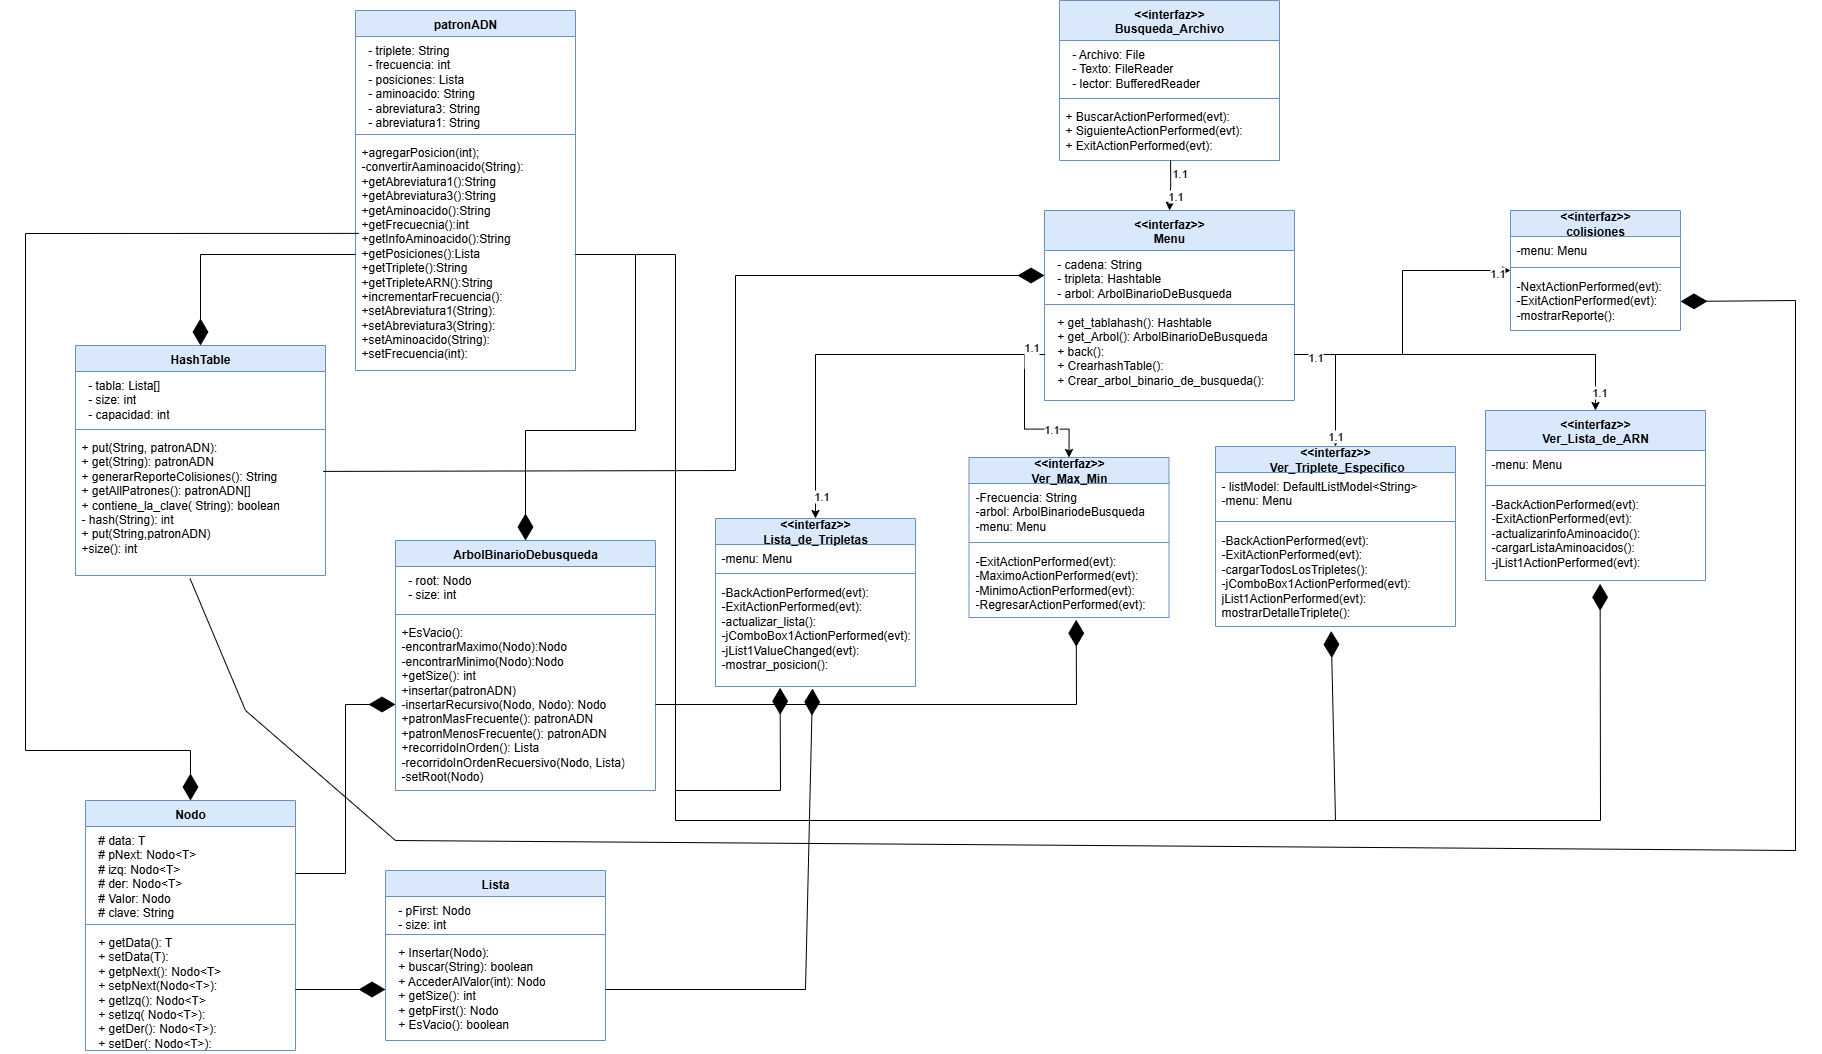 patronADN
- triplete: String
- frecuencia: int
- posiciones: Lista
- aminoacido: String
- abreviatura3: String
- abreviatura1: String
+agregarPosicion(int);
-convertirAaminoacido(String):
+getAbreviatura1():String
+getAbreviatura3():String
+getAminoacido():String
+getFrecuecnia():int
+getInfoAminoacido():String
+getPosiciones():Lista
+getTriplete():String
+getTripleteARN():String
+incrementarFrecuencia():
+setAbreviatura1(String):
+setAbreviatura3(String):
+setAminoacido(String):
+setFrecuencia(int):
<<interfaz>>
Busqueda_Archivo
- Archivo: File
- Texto: FileReader
- lector: BufferedReader
+ BuscarActionPerformed(evt):
+ SiguienteActionPerformed(evt):
+ ExitActionPerformed(evt):
1.1
1.1
<<interfaz>>
Menu
- cadena: String
- tripleta: Hashtable
- arbol: ArbolBinarioDeBusqueda
+ get_tablahash(): Hashtable
+ get_Arbol(): ArbolBinarioDeBusqueda
+ back():
+ CrearhashTable():
+ Crear_arbol_binario_de_busqueda():
<<interfaz>>
colisiones
-menu: Menu
-NextActionPerformed(evt):
-ExitActionPerformed(evt):
-mostrarReporte():
1.1
1.1
1.1
1.1
1.1
1.1
1.1
HashTable
- tabla: Lista[]
- size: int
- capacidad: int
+ put(String, patronADN):
+ get(String): patronADN
+ generarReporteColisiones(): String
+ getAllPatrones(): patronADN[]
+ contiene_la_clave( String): boolean
- hash(String): int
+ put(String,patronADN)
+size(): int
ArbolBinarioDebusqueda
- root: Nodo
- size: int
+EsVacio():
-encontrarMaximo(Nodo):Nodo
-encontrarMinimo(Nodo):Nodo
+getSize(): int
+insertar(patronADN)
-insertarRecursivo(Nodo, Nodo): Nodo
+patronMasFrecuente(): patronADN
+patronMenosFrecuente(): patronADN
+recorridoInOrden(): Lista
-recorridoInOrdenRecuersivo(Nodo, Lista)
-setRoot(Nodo)
<<interfaz>>
Lista_de_Tripletas
-menu: Menu
-BackActionPerformed(evt):
-ExitActionPerformed(evt):
-actualizar_lista():
-jComboBox1ActionPerformed(evt):
-jList1ValueChanged(evt):
-mostrar_posicion():
<<interfaz>>
Ver_Max_Min
-Frecuencia: String
-arbol: ArbolBinariodeBusqueda
-menu: Menu
-ExitActionPerformed(evt):
-MaximoActionPerformed(evt):
-MinimoActionPerformed(evt):
-RegresarActionPerformed(evt):
<<interfaz>>
Ver_Triplete_Especifico
- listModel: DefaultListModel<String>
-menu: Menu
-BackActionPerformed(evt):
-ExitActionPerformed(evt):
-cargarTodosLosTripletes():
-jComboBox1ActionPerformed(evt):
jList1ActionPerformed(evt):
mostrarDetalleTriplete():
<<interfaz>>
Ver_Lista_de_ARN
-menu: Menu
-BackActionPerformed(evt):
-ExitActionPerformed(evt):
-actualizarinfoAminoacido():
-cargarListaAminoacidos():
-jList1ActionPerformed(evt):
Nodo
# data: T
# pNext: Nodo<T>
# izq: Nodo<T>
# der: Nodo<T>
# Valor: Nodo
# clave: String
+ getData(): T
+ setData(T):
+ getpNext(): Nodo<T>
+ setpNext(Nodo<T>):
+ getIzq(): Nodo<T>
+ setIzq( Nodo<T>):
+ getDer(): Nodo<T>):
+ setDer(: Nodo<T>):
Lista
- pFirst: Nodo
- size: int
+ Insertar(Nodo):
+ buscar(String): boolean
+ AccederAlValor(int): Nodo
+ getSize(): int
+ getpFirst(): Nodo
+ EsVacio(): boolean